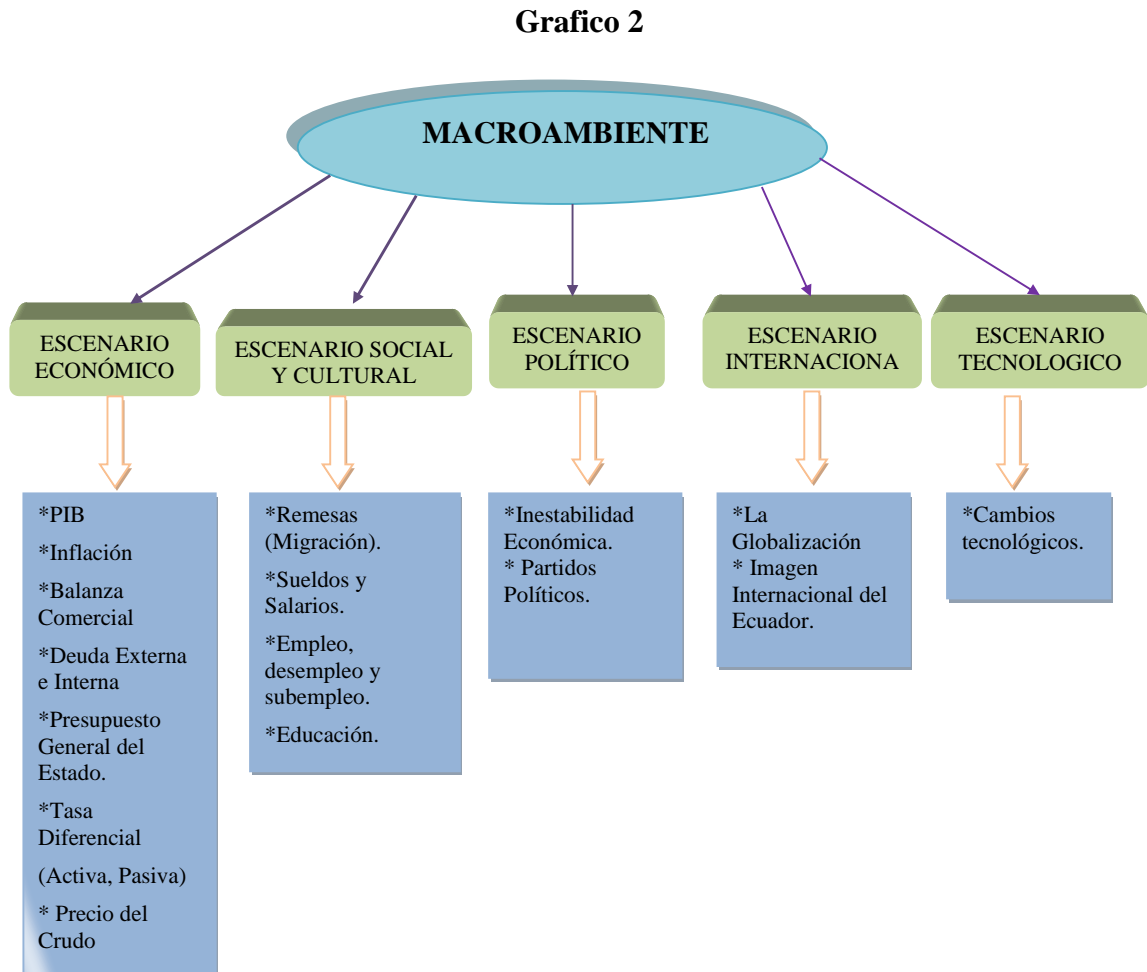 Grafico 2
MACROAMBIENTE
ESCENARIO
ECONÓMICO
ESCENARIO SOCIAL
Y CULTURAL
ESCENARIO
POLÍTICO
ESCENARIO
INTERNACIONA
ESCENARIO
TECNOLOGICO
*PIB
*Inflación
*Balanza
Comercial
*Deuda Externa
e Interna
*Presupuesto
General del
Estado.
*Tasa
Diferencial
(Activa, Pasiva)
* Precio del
Crudo
*Remesas
(Migración).
*Sueldos y
Salarios.
*Empleo,
desempleo y
subempleo.
*Educación.
*Inestabilidad
Económica.
* Partidos
Políticos.
*La
Globalización
* Imagen
Internacional del
Ecuador.
*Cambios
tecnológicos.